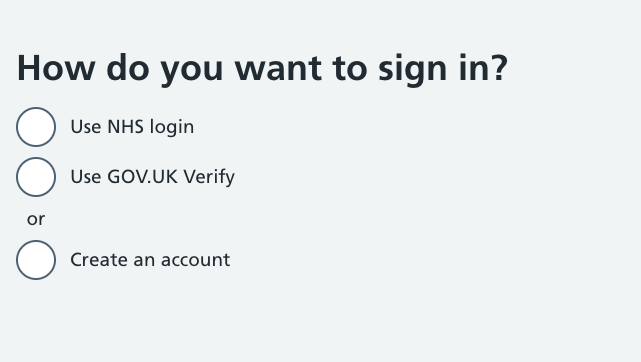 How do you want to sign in?
Use NHS login
Use GOV.UK Verify
or
Create an account